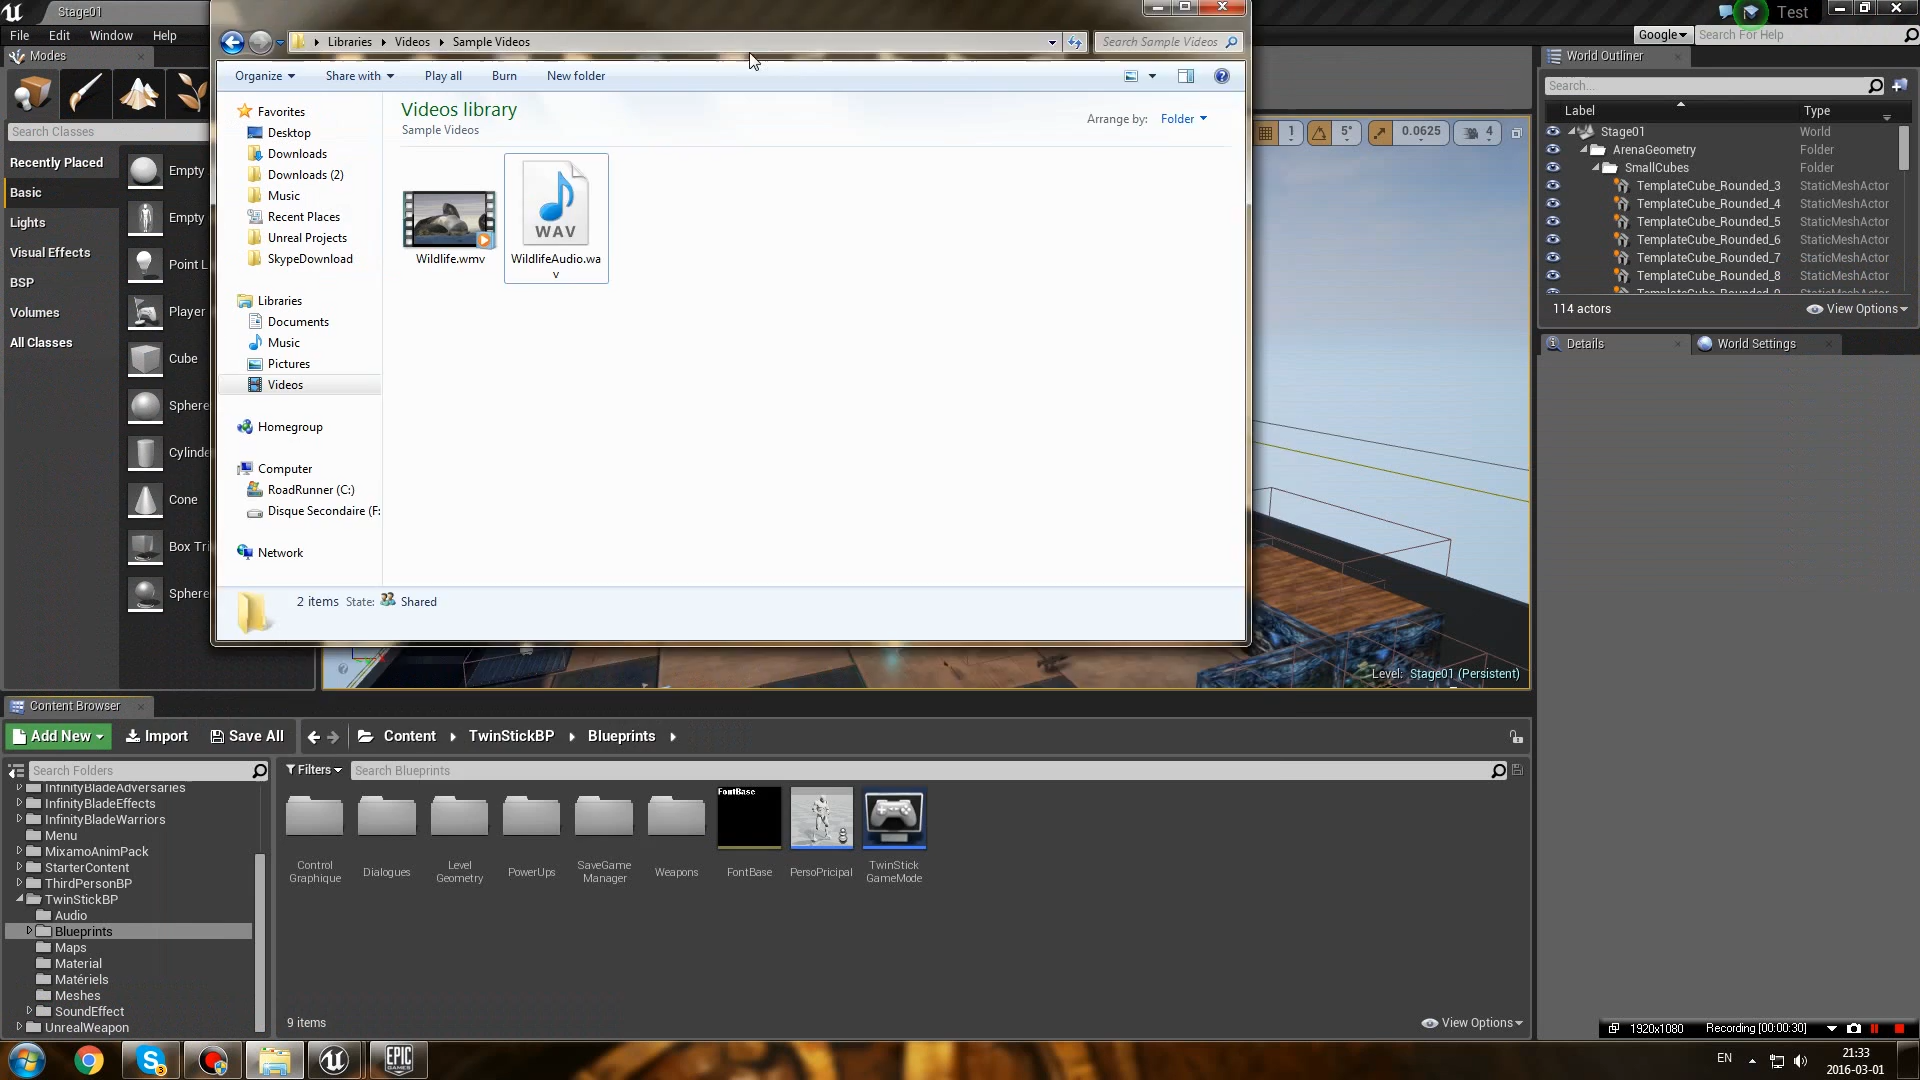 Stage01
Test
File Edit Window Help
Google
Search For Help
Modes
Search Classes
Recently Placed
Basic
Lights
Visual Effects
BSP
Volumes
All Classes
Empty
Empty
Point L
Player
Cube
Sphere
Cylinde
Cone
Box Tri
Sphere
Libraries Videos Sample Videos
Search Sample Videos
Organize Share with Play all Burn New folder
Favorites
Desktop
Downloads
Downloads (2)
Music
Recent Places
Unreal Projects
SkypeDownload
Libraries
Documents
Music
Pictures
Videos
Homegroup
Computer
RoadRunner (C:)
Disque Secondaire (F:
Network
Videos library
Sample Videos
Arrange by: Folder
WAV
Wildlife.wmv
WildlifeAudio.wa
v
2 items State: Shared
1 5° 0.0625 4
Level: Stage01 (Persistent)
World Outliner
Search...
Label Type
Stage01 World
ArenaGeometry Folder
SmallCubes Folder
TemplateCube_Rounded_3 StaticMeshActor
TemplateCube_Rounded_4 StaticMeshActor
TemplateCube_Rounded_5 StaticMeshActor
TemplateCube_Rounded_6 StaticMeshActor
TemplateCube_Rounded_7 StaticMeshActor
TemplateCube_Rounded_8 StaticMeshActor
TemplateCube_Rounded_9 StaticMeshActor
114 actors
View Options
Details
World Settings
Content Browser
Add New Import Save All Content TwinStickBP Blueprints
Search Folders
Filters
Search Blueprints
InfinityBladeAdversaries
InfinityBladeEffects
InfinityBladeWarriors
Menu
MixamoAnimPack
StarterContent
ThirdPersonBP
TwinStickBP
Audio
Blueprints
Maps
Material
Matériels
Meshes
SoundEffect
UnrealWeapon
FontBase
Control
Graphique
Dialogues
Level
Geometry
PowerUps
SaveGame
Manager
Weapons
FontBase
PersoPricipal
TwinStick
GameMode
9 items
View Options
1920x1080 Recording [00:00:30]
3
EPIC
GAMES
EN
21:33
2016-03-01